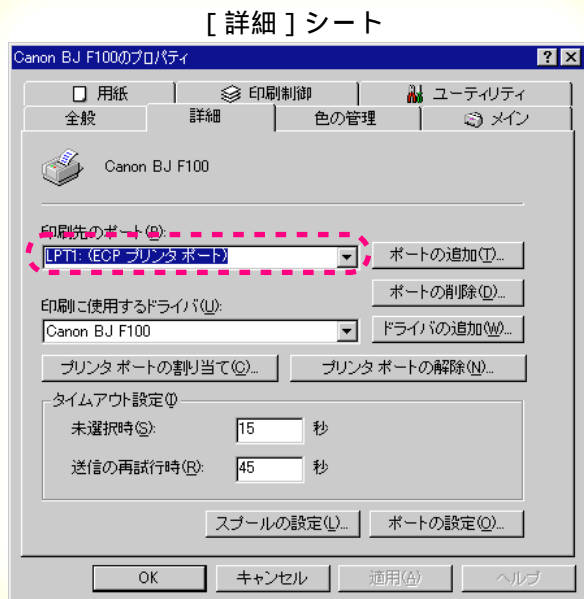 [ 詳細 ] シート
Canon BJ F100のプロパティ
用紙 印刷制御 ユーティリティ
全般 詳細 色の管理 メイン
Canon BJ F100
印刷先のポート(P):
LPT1: (ECP プリンタ ポート) ポートの追加(T)...
ポートの削除(D)...
印刷に使用するドライバ(U):
Canon BJ F100 ドライバの追加(W)...
プリンタ ポートの割り当て(C)... プリンタ ポートの解除(N)...
タイムアウト設定(I)
未選択時(S): 15 秒
送信の再試行時(R): 45 秒
スプールの設定(L)... ポートの設定(O)...
OK キャンセル 適用(A) ヘルプ